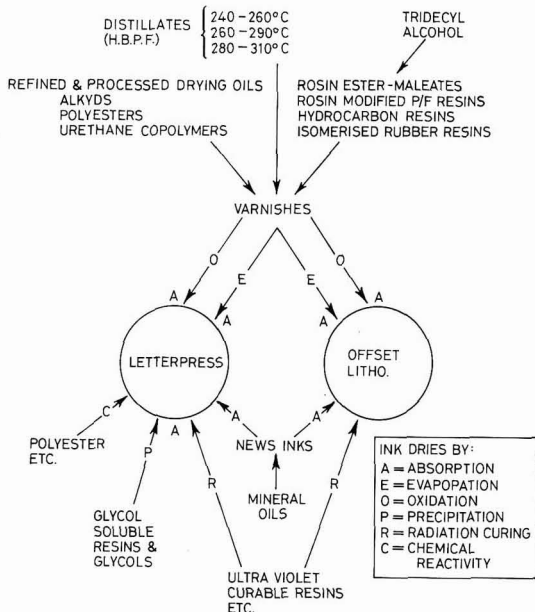 DISTILLATES
(H.B.P.F.)
240-260°C
260-290°C
280-310°C
TRIDECYL
ALCOHOL
REFINED & PROCESSED DRYING OILS
ALKYDS
POLYESTERS
URETHANE COPOLYMERS
ROSIN ESTER-MALEATES
ROSIN MODIFIED P/F RESINS
HYDROCARBON RESINS
ISOMERISED RUBBER RESINS
VARNISHES
O
E
E
O
A
A
A
A
LETTERPRESS
OFFSET
LITHO.
C
P
A
A
A
R
R
POLYESTER
ETC.
NEWS INKS
MINERAL
OILS
GLYCOL
SOLUBLE
RESINS &
GLYCOLS
ULTRA VIOLET
CURABLE RESINS
ETC.
INK DRIES BY:
A = ABSORPTION
E = EVAPOPATION
O = OXIDATION
P = PRECIPITATION
R = RADIATION CURING
C = CHEMICAL
REACTIVITY